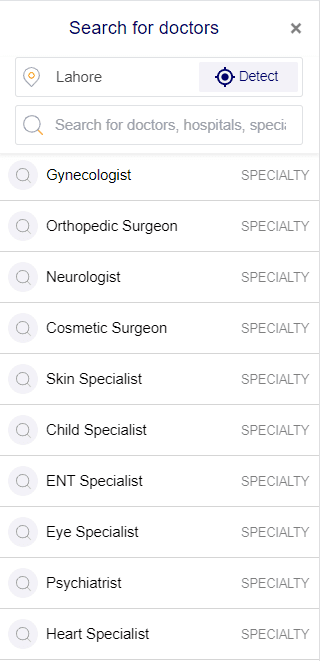 Search for doctors
×
Lahore
Detect
Search for doctors, hospitals, speci
Gynecologist SPECIALTY
Orthopedic Surgeon SPECIALTY
Neurologist SPECIALTY
Cosmetic Surgeon SPECIALTY
Skin Specialist SPECIALTY
Child Specialist SPECIALTY
ENT Specialist SPECIALTY
Eye Specialist SPECIALTY
Psychiatrist SPECIALTY
Heart Specialist SPECIALTY